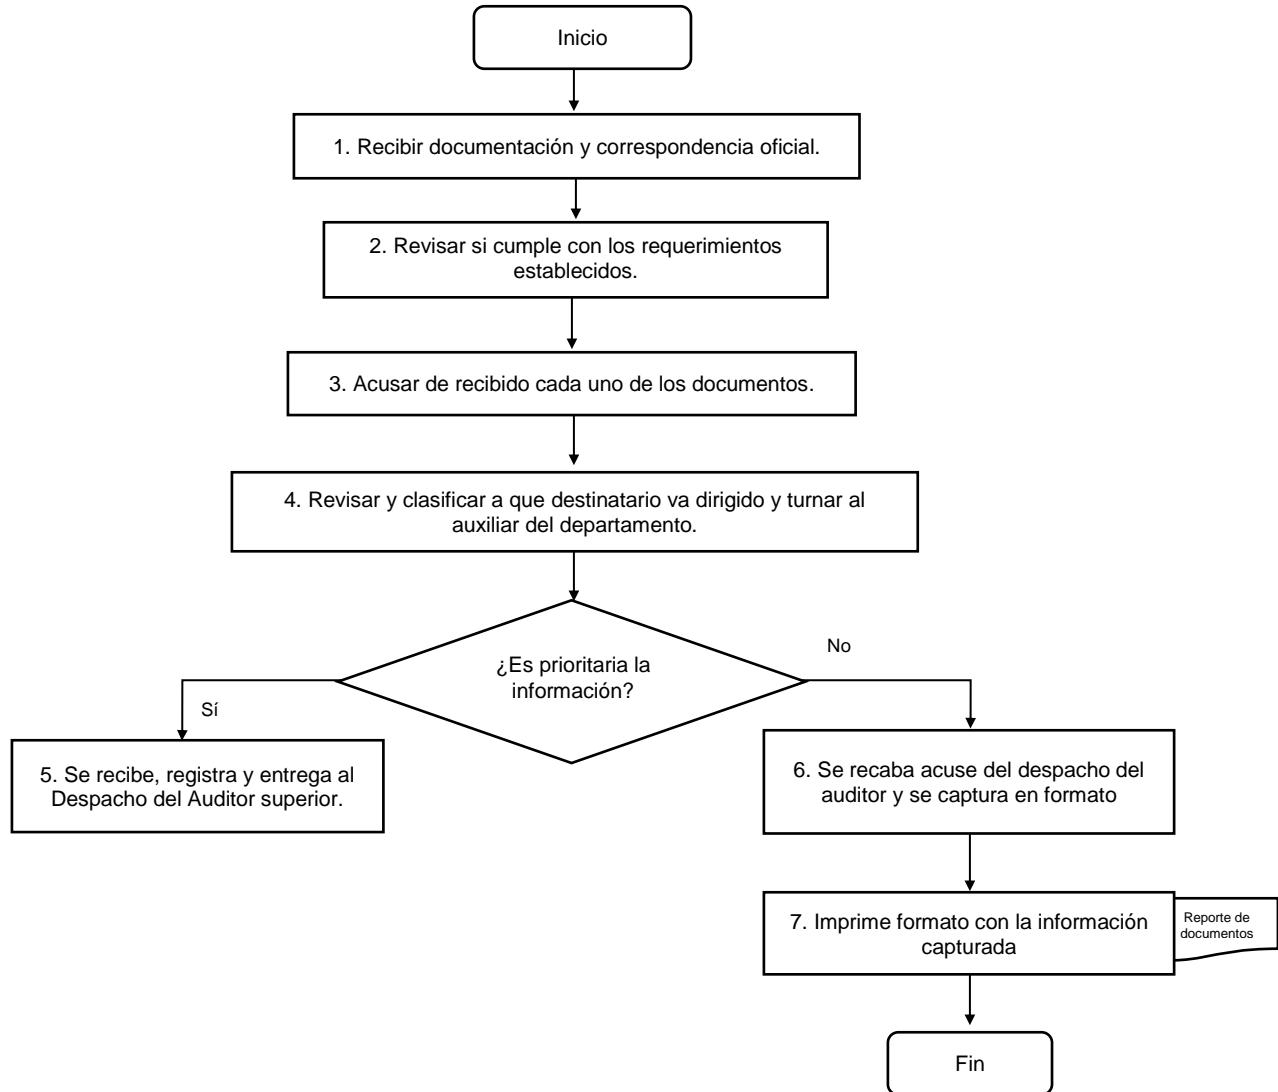 Inicio
1. Recibir documentación y correspondencia oficial.
2. Revisar si cumple con los requerimientos
establecidos.
3. Acusar de recibido cada uno de los documentos.
4. Revisar y clasificar a que destinatario va dirigido y turnar al
auxiliar del departamento.
¿Es prioritaria la
información?
No
Sí
5. Se recibe, registra y entrega al
Despacho del Auditor superior.
6. Se recaba acuse del despacho del
auditor y se captura en formato
7. Imprime formato con la información
capturada
Reporte de
documentos
Fin